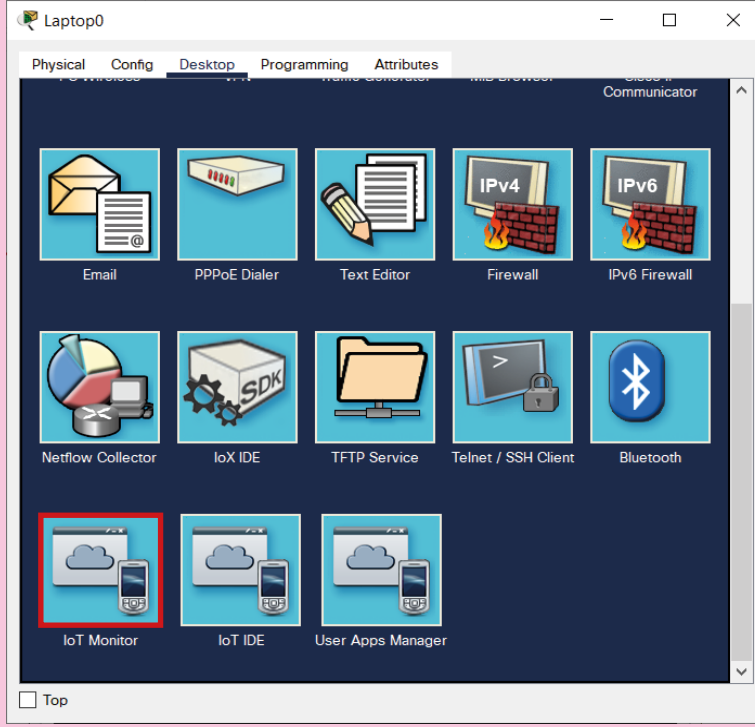 Laptop0
Physical Config Desktop Programming Attributes
Communicator
IPv4 IPv6
Email PPPoE Dialer Text Editor Firewall IPv6 Firewall
SDK
Netflow Collector IoX IDE TFTP Service Telnet / SSH Client Bluetooth
IoT Monitor IoT IDE User Apps Manager
Top